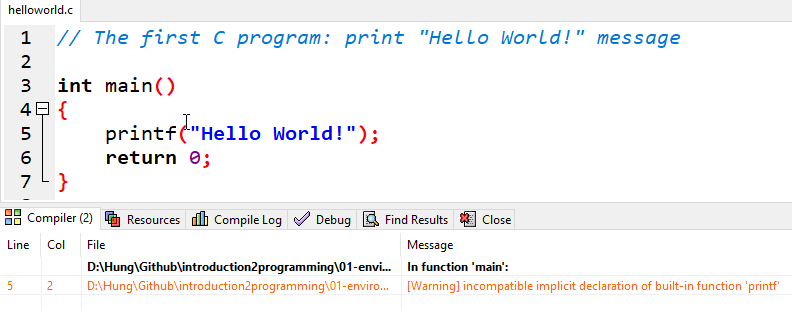 helloworld.c
1 // The first C program: print "Hello World!" message
2
3 int main()
4 {
5 printf("Hello World!");
6 return 0;
7 }
Compiler (2) Resources Compile Log Debug Find Results Close
Line Col File Message
D:\Hung\Github\introduction2programming\01-envi... In function 'main':
5 2 D:\Hung\Github\introduction2programming\01-enviro... [Warning] incompatible implicit declaration of built-in function 'printf'